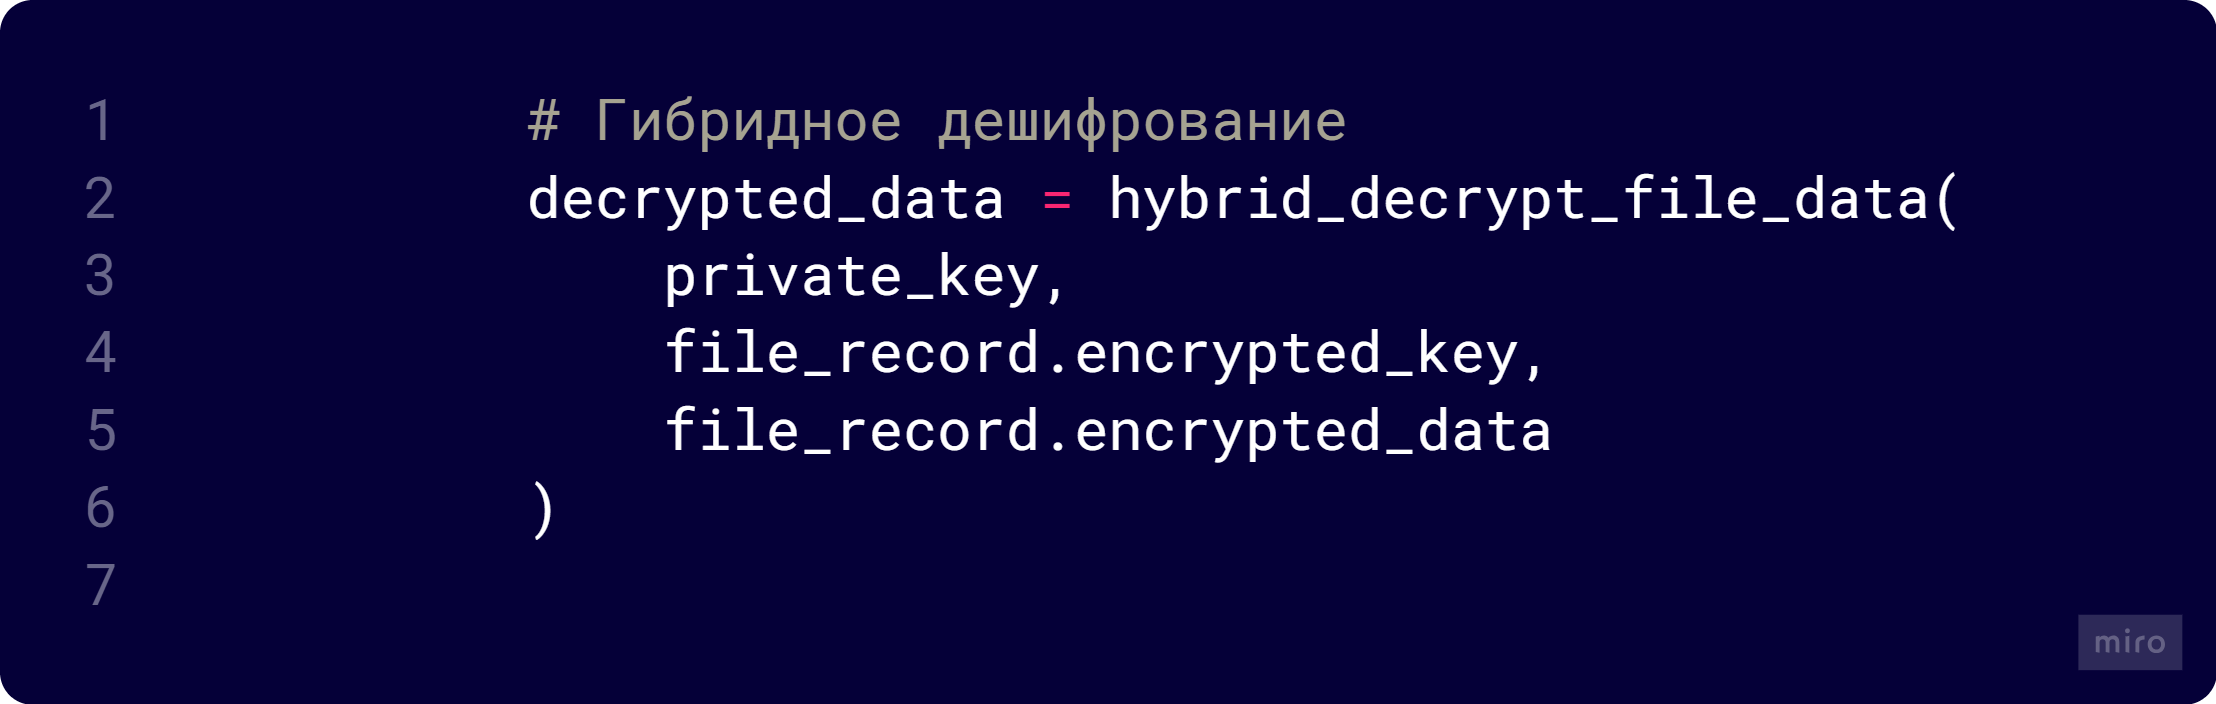 1 # Гибридное дешифрование
2 decrypted_data = hybrid_decrypt_file_data(
3 private_key,
4 file_record.encrypted_key,
5 file_record.encrypted_data
6 )
7
miro